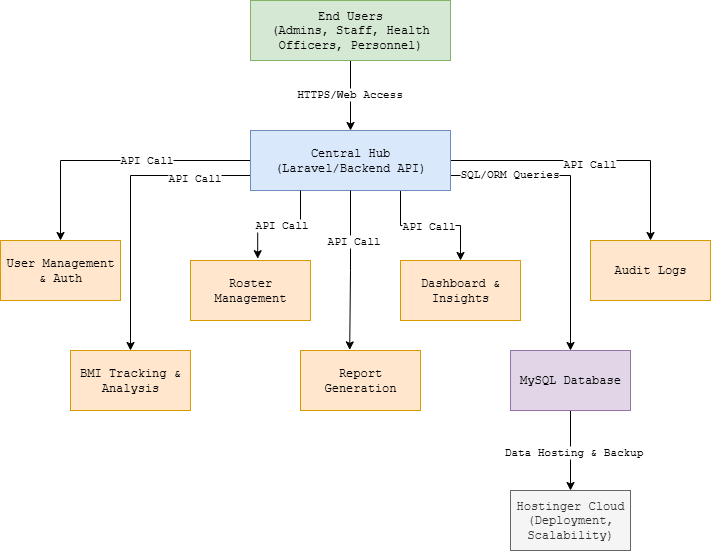 End Users
(Admins, Staff, Health
Officers, Personnel)
HTTPS/Web Access
Central Hub
(Laravel/Backend API)
API Call
API Call
API Call
SQL/ORM Queries
API Call
API Call
API Call
User Management
& Auth
Roster
Management
Dashboard &
Insights
Audit Logs
BMI Tracking &
Analysis
Report
Generation
MySQL Database
Data Hosting & Backup
Hostinger Cloud
(Deployment,
Scalability)